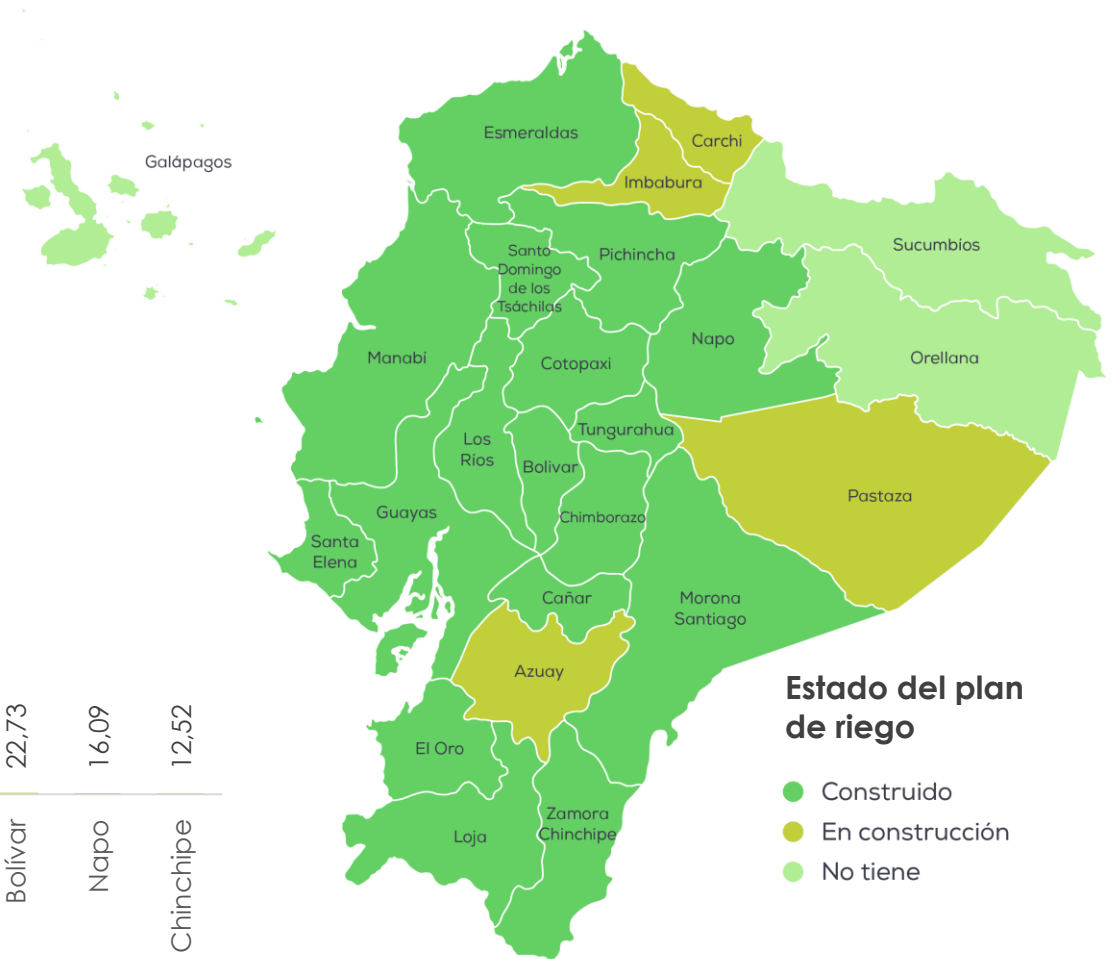 Galápagos
Esmeraldas
Carchi
Imbabura
Sucumbíos
Santo
Domingo
de los
Tsáchilas
Pichincha
Napo
Orellana
Manabí
Cotopaxi
Tungurahua
Los
Ríos
Bolivar
Pastaza
Guayas
Chimborazo
Santa
Elena
Cañar
Morona
Santiago
Azuay
El Oro
Loja
Zamora
Chinchipe
Estado del plan
de riego
Construido
En construcción
No tiene
22,73
16,09
12,52
Bolívar
Napo
Chinchipe